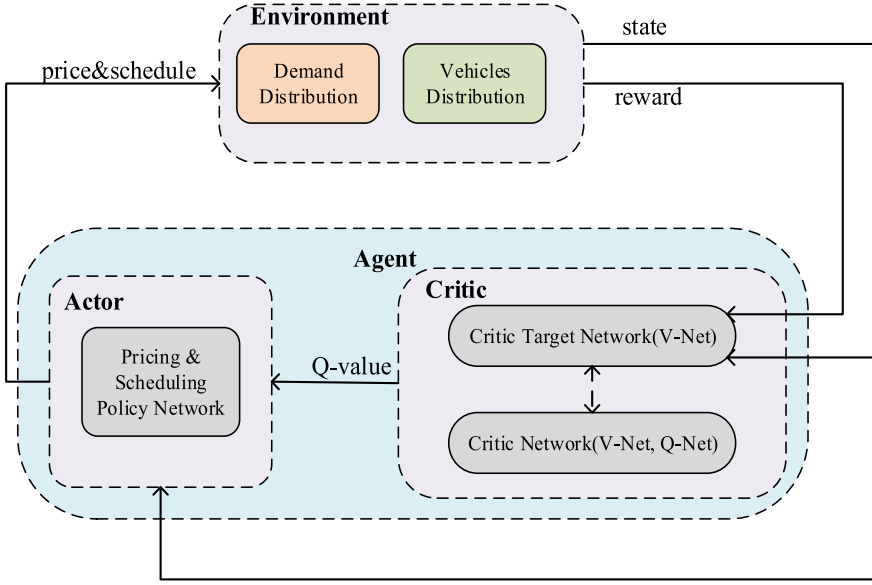 Environment
state
Demand
Distribution
Vehicles
Distribution
price&schedule
reward
Agent
Actor
Critic
Pricing &
Scheduling
Policy Network
Q-value
Critic Target Network(V-Net)
Critic Network(V-Net, Q-Net)